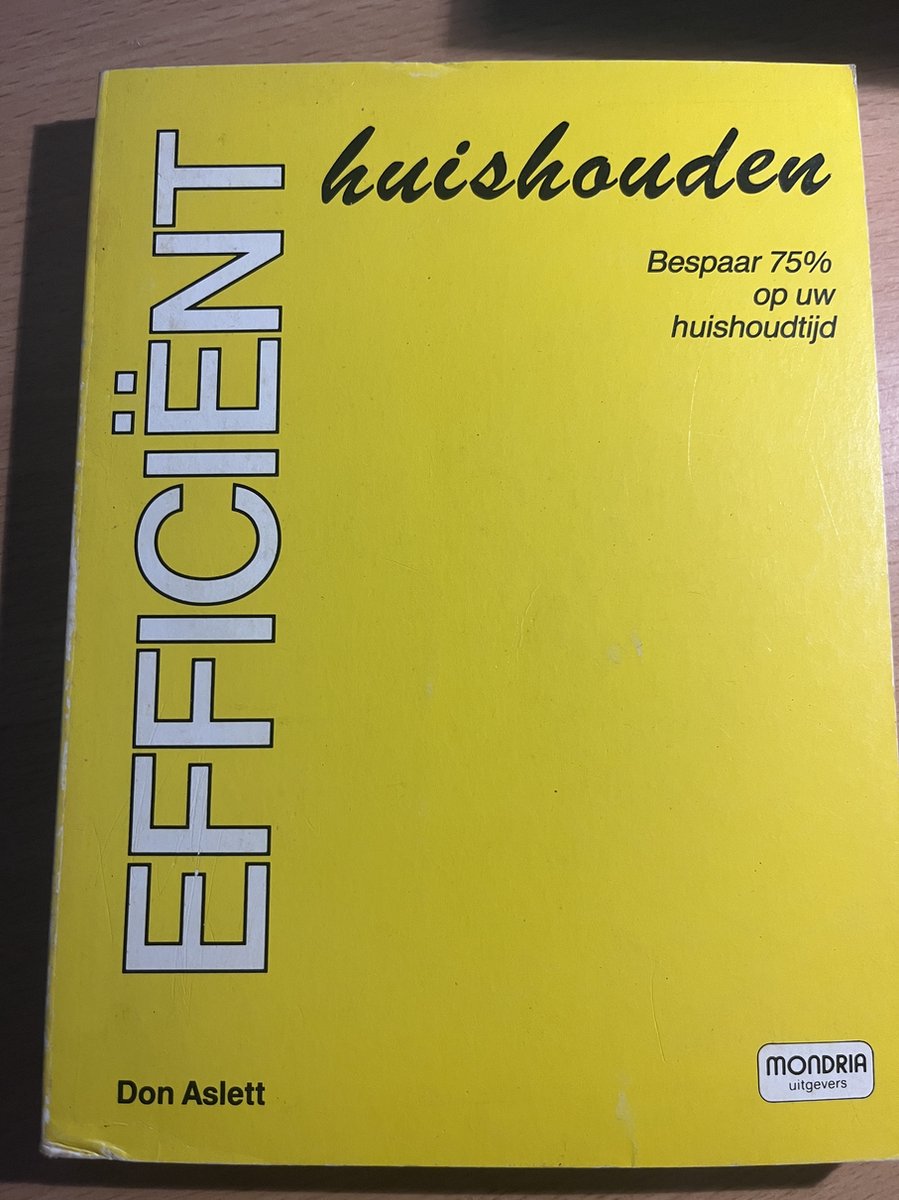 EFFICIËNT
huishouden
Bespaar 75%
op uw
huishoudtijd
Don Aslett
MONDRIA
uitgevers